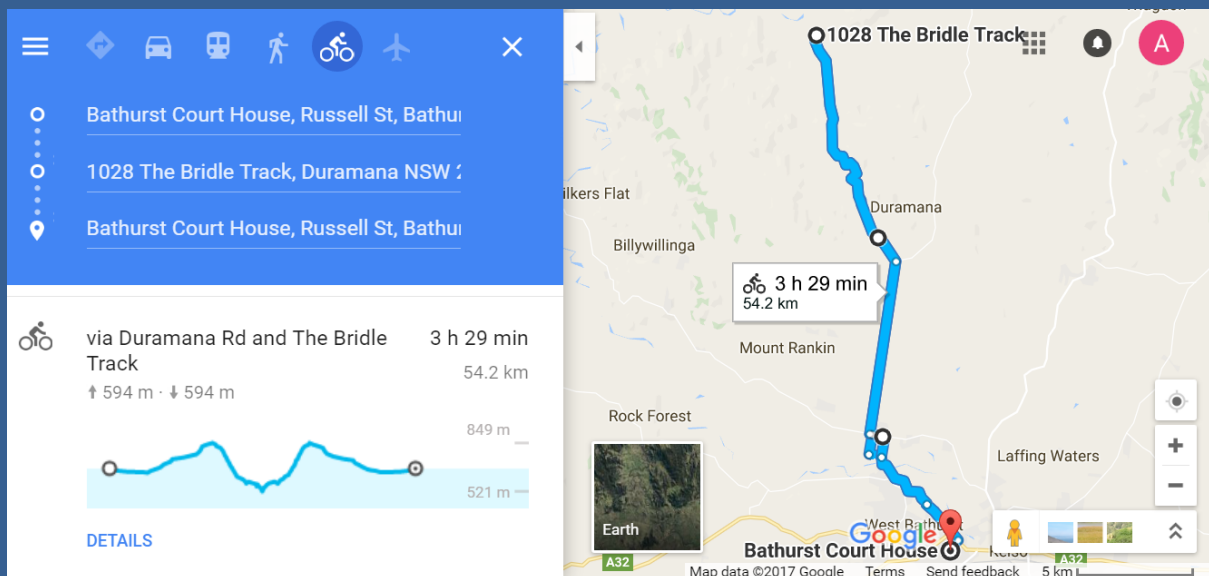 Bathurst Court House, Russell St, Bathu
1028 The Bridle Track, Duramana NSW 2
Bathurst Court House, Russell St, Bathu
via Duramana Rd and The Bridle
Track
3 h 29 min
54.2 km
594 m · 594 m
849 m
521 m
DETAILS
1028 The Bridle Track
A
ilkers Flat
Duramana
Billywillinga
3 h 29 min
54.2 km
Mount Rankin
Rock Forest
Laffing Waters
Earth
West Bathurst
Google
Bathurst Court House
Kelso
A32
A32
Map data ©2017 Google Terms Send feedback 5 km